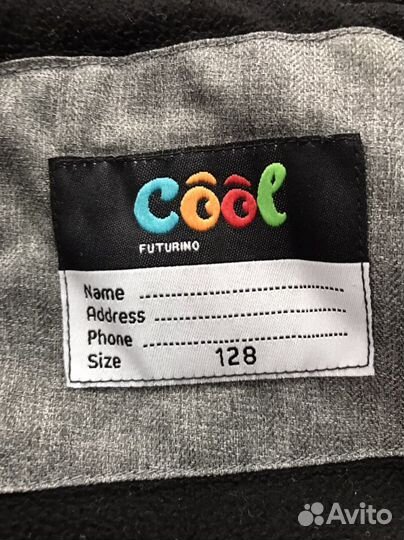 côôl
FUTURINO
Name ........................
Address ........................
Phone ........................
Size 128
Avito